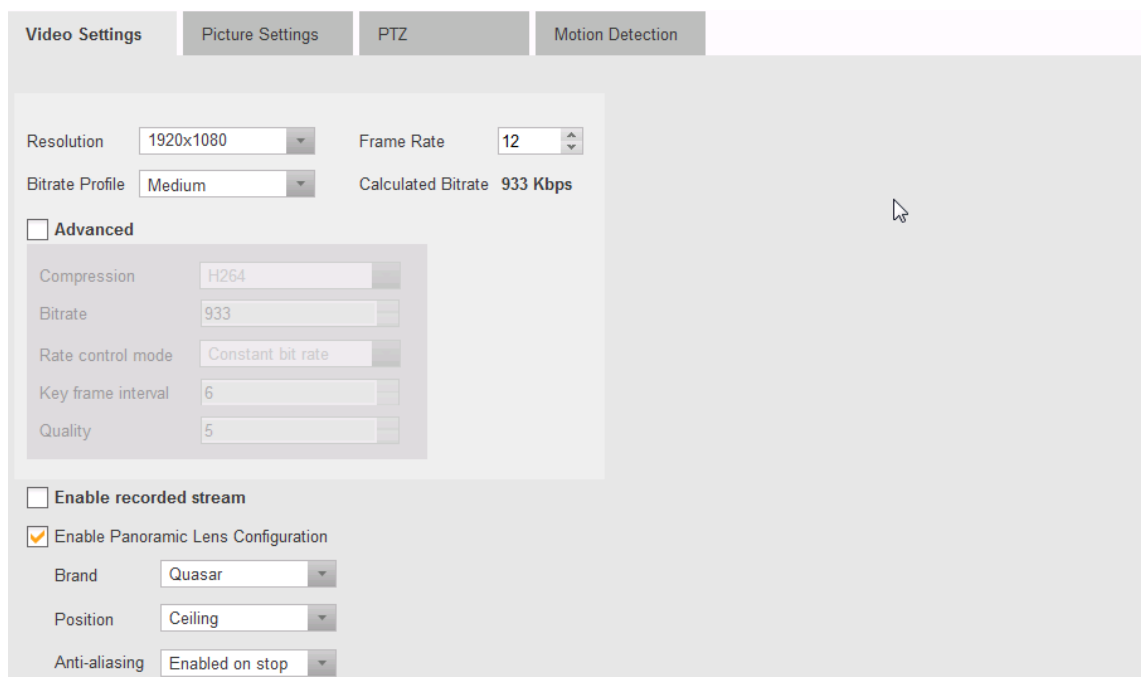 Video Settings Picture Settings PTZ Motion Detection
Resolution 1920x1080 Frame Rate 12
Bitrate Profile Medium Calculated Bitrate 933 Kbps
Advanced
Compression H264
Bitrate 933
Rate control mode Constant bit rate
Key frame interval 6
Quality 5
Enable recorded stream
Enable Panoramic Lens Configuration
Brand Quasar
Position Ceiling
Anti-aliasing Enabled on stop